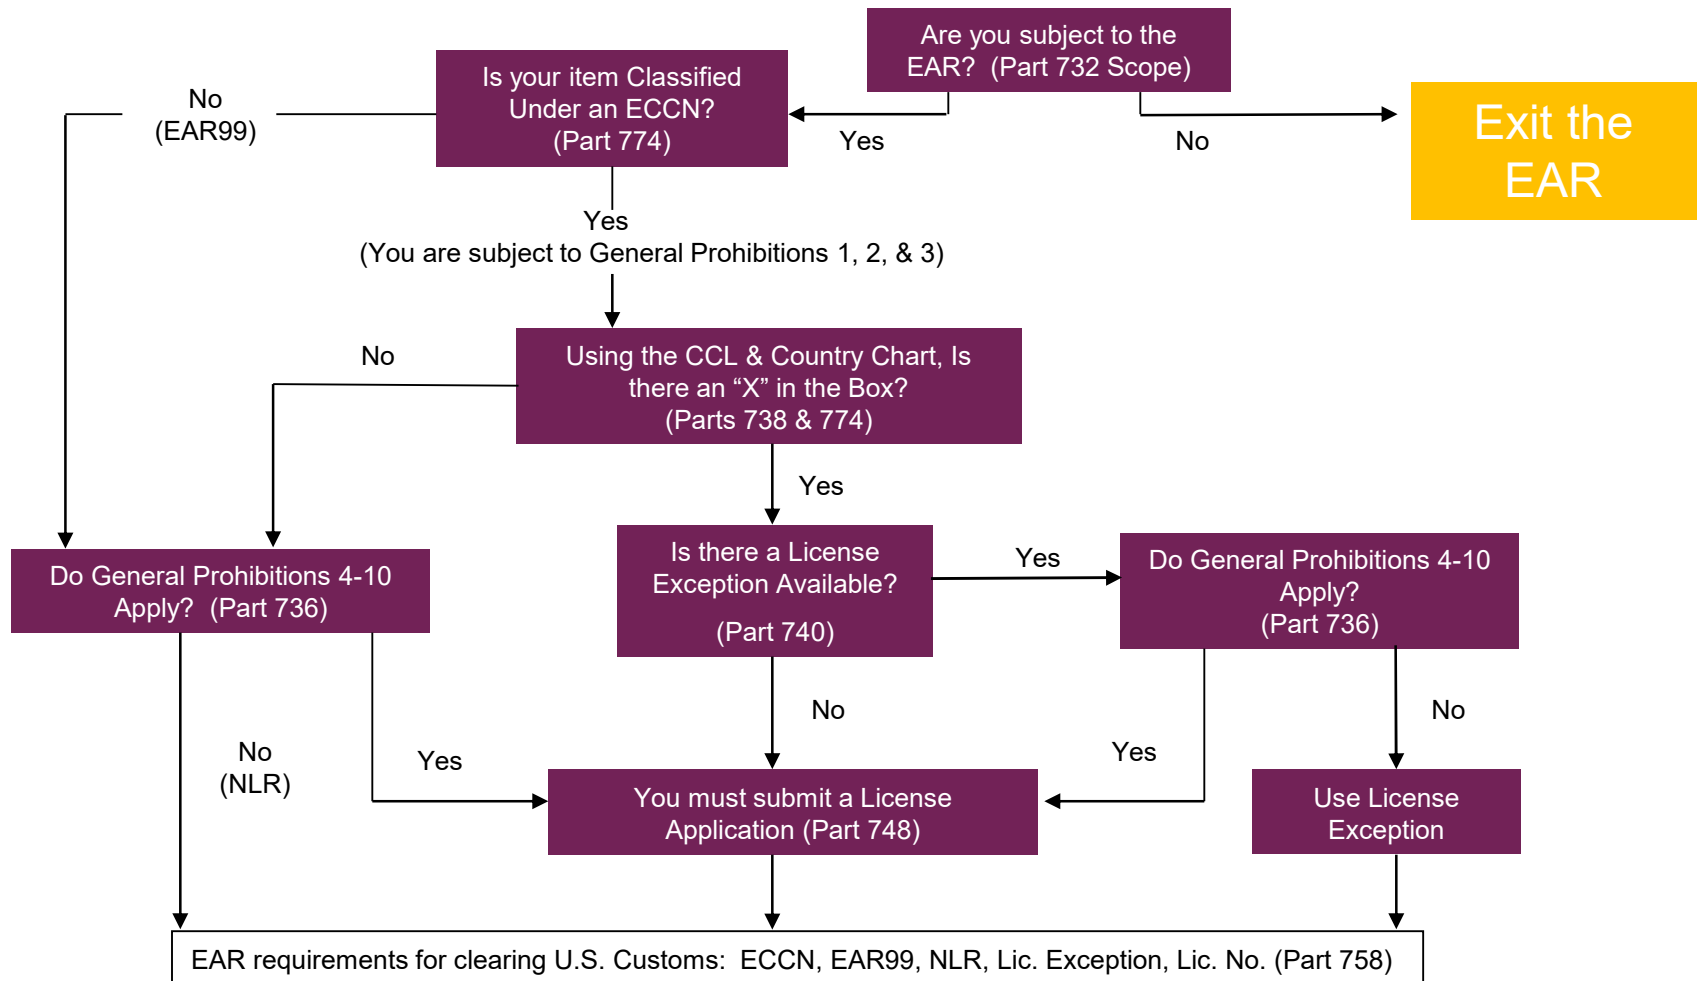 Are you subject to the
EAR? (Part 732 Scope)
Is your item Classified
Under an ECCN?
(Part 774)
No
(EAR99)
Yes
No
Exit the
EAR
Yes
(You are subject to General Prohibitions 1, 2, & 3)
No
Using the CCL & Country Chart, Is
there an “X” in the Box?
(Parts 738 & 774)
Yes
Do General Prohibitions 4-10
Apply? (Part 736)
Is there a License
Exception Available?
(Part 740)
Yes
Do General Prohibitions 4-10
Apply?
(Part 736)
No
(NLR)
Yes
No
Yes
No
You must submit a License
Application (Part 748)
Use License
Exception
EAR requirements for clearing U.S. Customs: ECCN, EAR99, NLR, Lic. Exception, Lic. No. (Part 758)